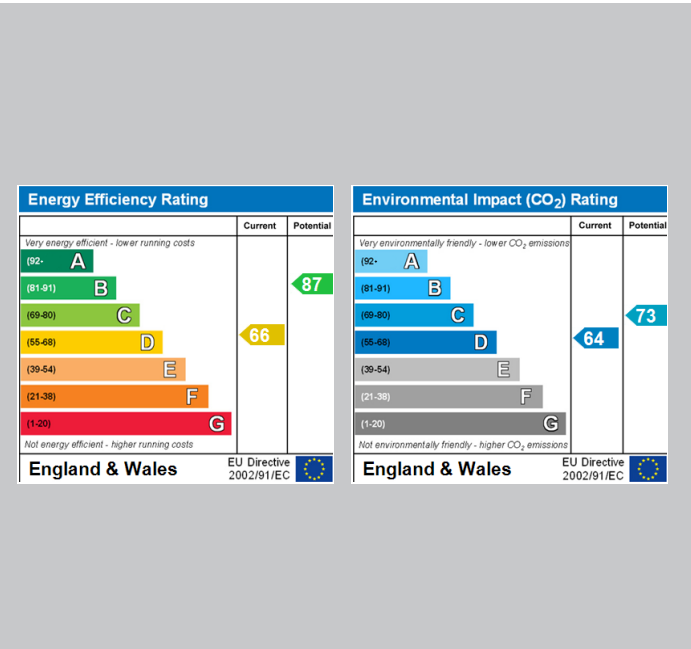 Energy Efficiency Rating
Current Potential
Very energy efficient - lower running costs
(92- A
(81-91) B
87
(69-80) C
(55-68) D
66
(39-54) E
(21-38) F
(1-20) G
Not energy efficient - higher running costs
England & Wales
EU Directive
2002/91/EC
Environmental Impact (CO2) Rating
Current Potential
Very environmentally friendly - lower CO2 emissions
(92- A
(81-91) B
(69-80) C
73
(55-68) D
64
(39-54) E
(21-38) F
(1-20) G
Not environmentally friendly - higher CO2 emissions
England & Wales
EU Directive
2002/91/EC